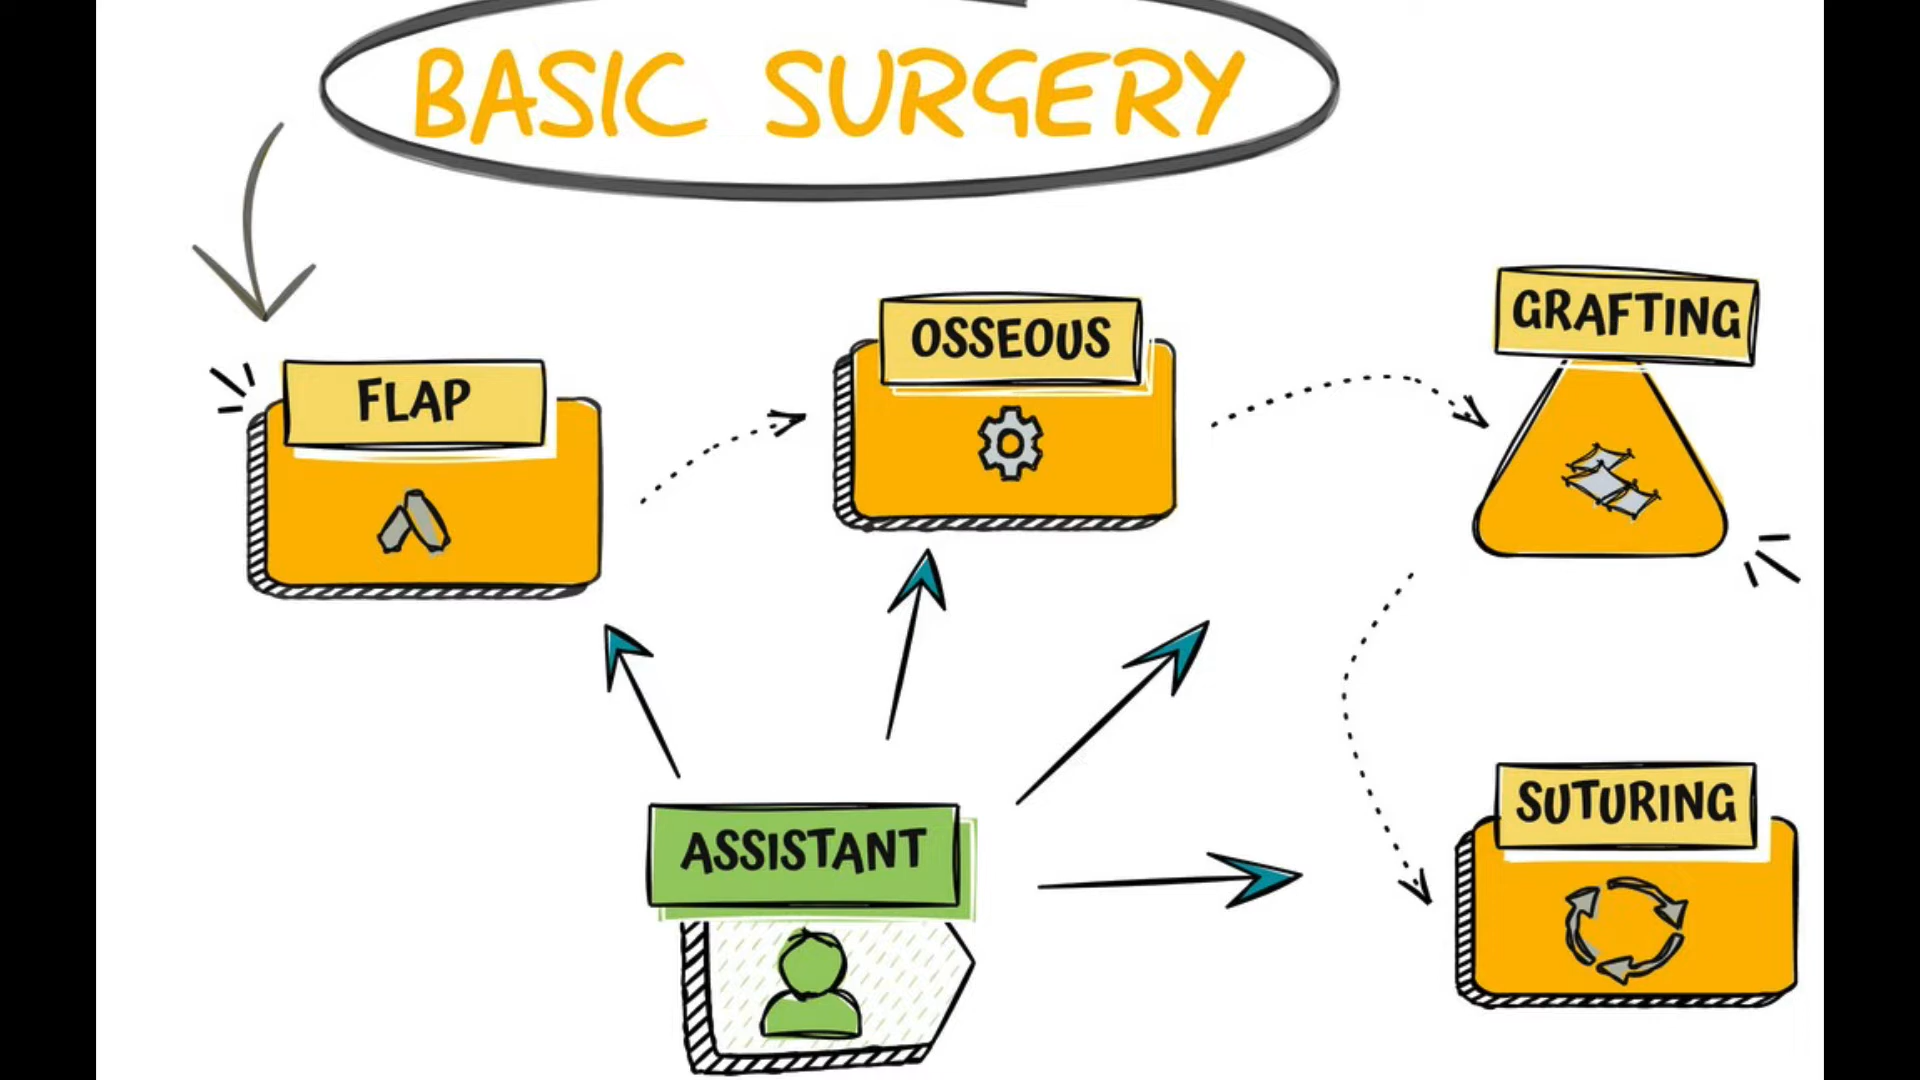 BASIC SURGERY
FLAP
OSSEOUS
GRAFTING
ASSISTANT
SUTURING